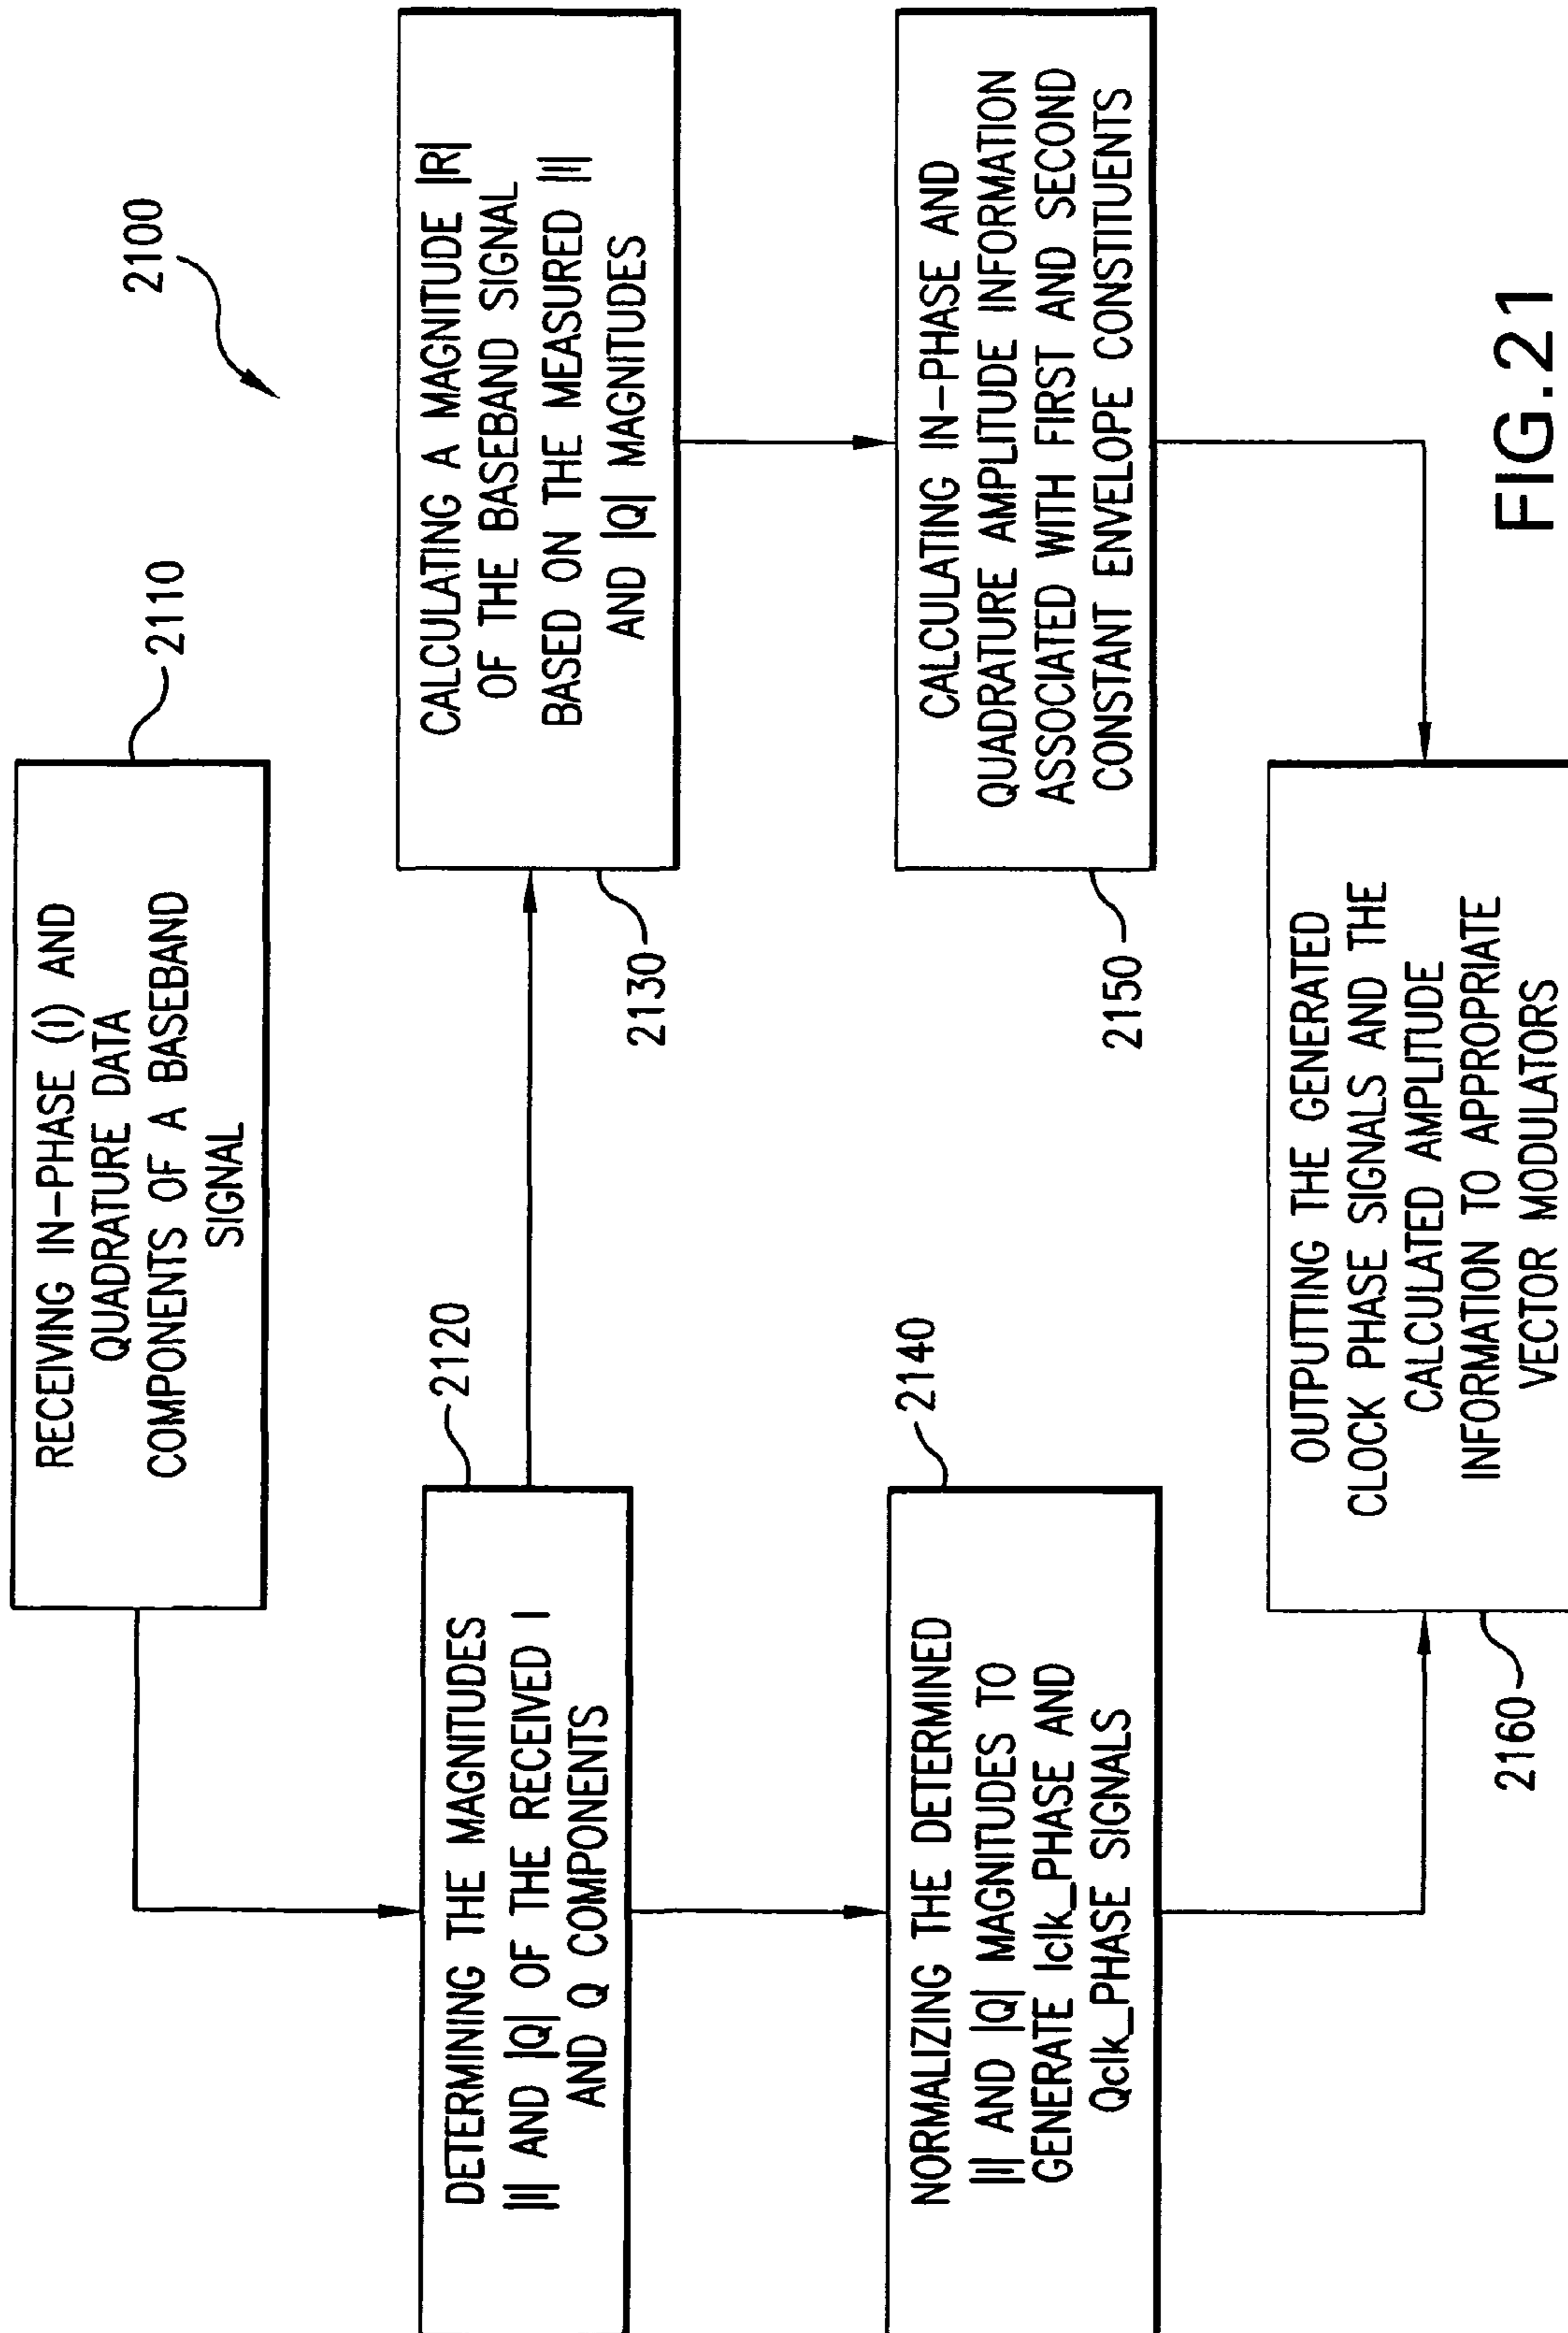 2100
RECEIVING IN-PHASE (I) AND
QUADRATURE DATA
COMPONENTS OF A BASEBAND
SIGNAL
2110
DETERMINING THE MAGNITUDES
|I| AND |Q| OF THE RECEIVED I
AND Q COMPONENTS
2120
CALCULATING A MAGNITUDE |R|
OF THE BASEBAND SIGNAL
BASED ON THE MEASURED |I|
AND |Q| MAGNITUDES
2130
NORMALIZING THE DETERMINED
|I| AND |Q| MAGNITUDES TO
GENERATE Iclk_PHASE AND
Qclk_PHASE SIGNALS
2140
CALCULATING IN-PHASE AND
QUADRATURE AMPLITUDE INFORMATION
ASSOCIATED WITH FIRST AND SECOND
CONSTANT ENVELOPE CONSTITUENTS
2150
OUTPUTTING THE GENERATED
CLOCK PHASE SIGNALS AND THE
CALCULATED AMPLITUDE
INFORMATION TO APPROPRIATE
VECTOR MODULATORS
2160
FIG.21